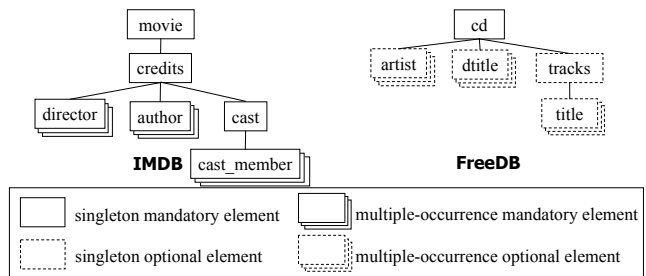 movie
cd
credits
artist
dtitle
tracks
director
author
cast
title
IMDB
cast_member
FreeDB
singleton mandatory element
multiple-occurrence mandatory element
singleton optional element
multiple-occurrence optional element